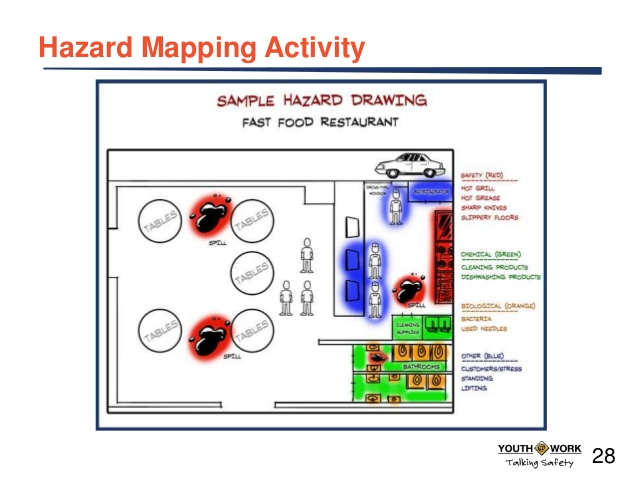 Hazard Mapping Activity
SAMPLE HAZARD DRAWING
FAST FOOD RESTAURANT
DRIVE-THRU
WINDOW
REFRIGERATOR
TABLES
TABLES
SPILL
TABLES
TABLES
TABLES
SPILL
SPILL
CLEANING
SUPPLIES
BATHROOMS
SAFETY (RED)
HOT GRILL
HOT GREASE
SHARP KNIVES
SLIPPERY FLOORS
CHEMICAL (GREEN)
CLEANING PRODUCTS
DISHWASHING PRODUCTS
BIOLOGICAL (ORANGE)
BACTERIA
USED NEEDLES
OTHER (BLUE)
CUSTOMERS/STRESS
STANDING
LIFTING
YOUTH @ WORK
Talking Safety
28